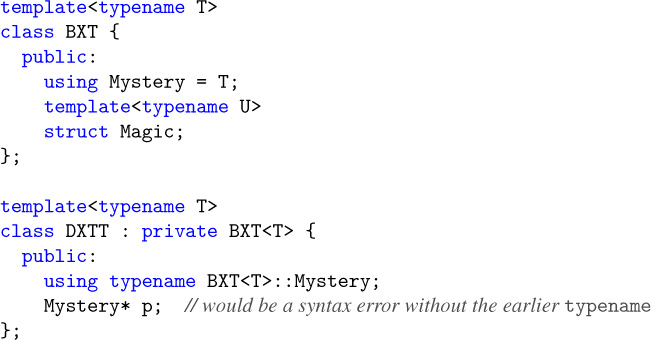 template<typename T>
class BXT {
  public:
    using Mystery = T;
    template<typename U>
    struct Magic;
};

template<typename T>
class DXTT : private BXT<T> {
  public:
    using typename BXT<T>::Mystery;
    Mystery* p;  // would be a syntax error without the earlier typename
};